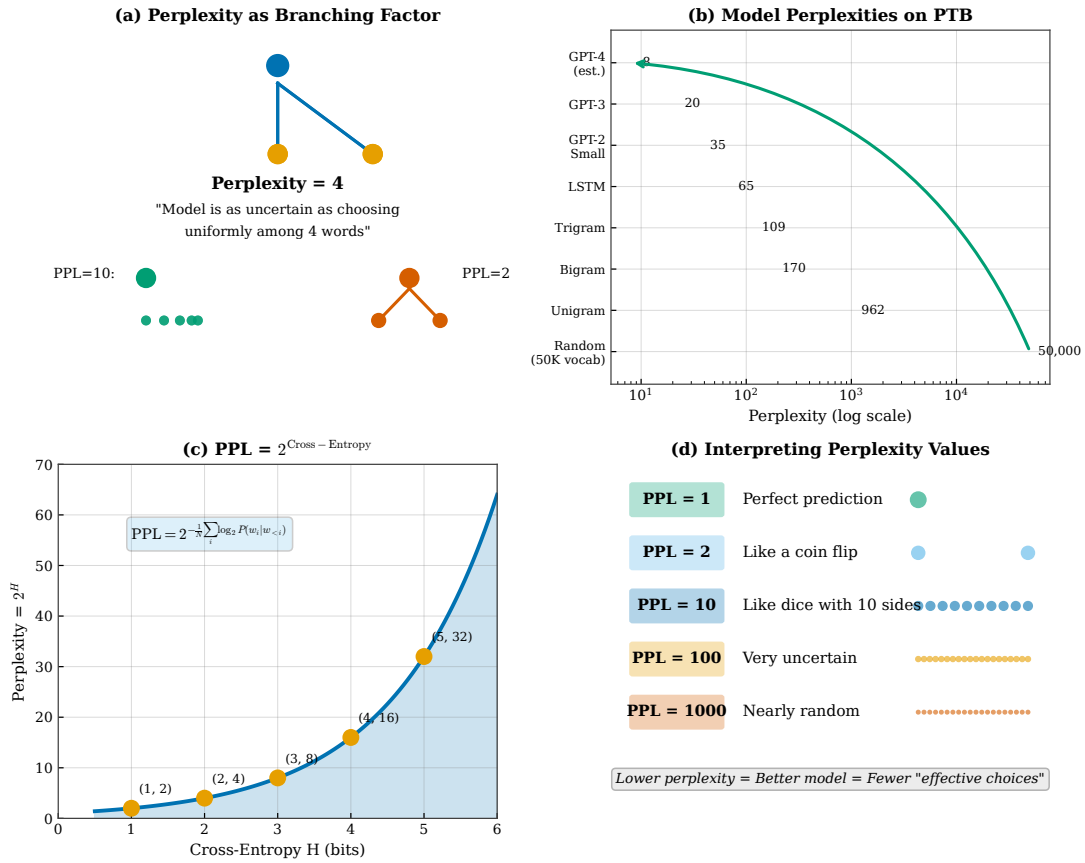 (a) Perplexity as Branching Factor
Perplexity = 4
"Model is as uncertain as choosing
uniformly among 4 words"
PPL=10:
PPL=2
(b) Model Perplexities on PTB
GPT-4
(est.)
GPT-3
GPT-2
Small
LSTM
Trigram
Bigram
Unigram
Random
(50K vocab)
8
20
35
65
109
170
962
50,000
10¹ 10² 10³ 10⁴
Perplexity (log scale)
(c) PPL = 2^{Cross−Entropy}
70
60
50
40
30
20
10
0
Perplexity = 2^H
PPL = 2^{-\frac{1}{N}\sum_i \log_2 P(w_i|w_{<i})}
(1, 2)
(2, 4)
(3, 8)
(4, 16)
(5, 32)
0 1 2 3 4 5 6
Cross-Entropy H (bits)
(d) Interpreting Perplexity Values
PPL = 1 Perfect prediction
PPL = 2 Like a coin flip
PPL = 10 Like dice with 10 sides
PPL = 100 Very uncertain
PPL = 1000 Nearly random
Lower perplexity = Better model = Fewer "effective choices"